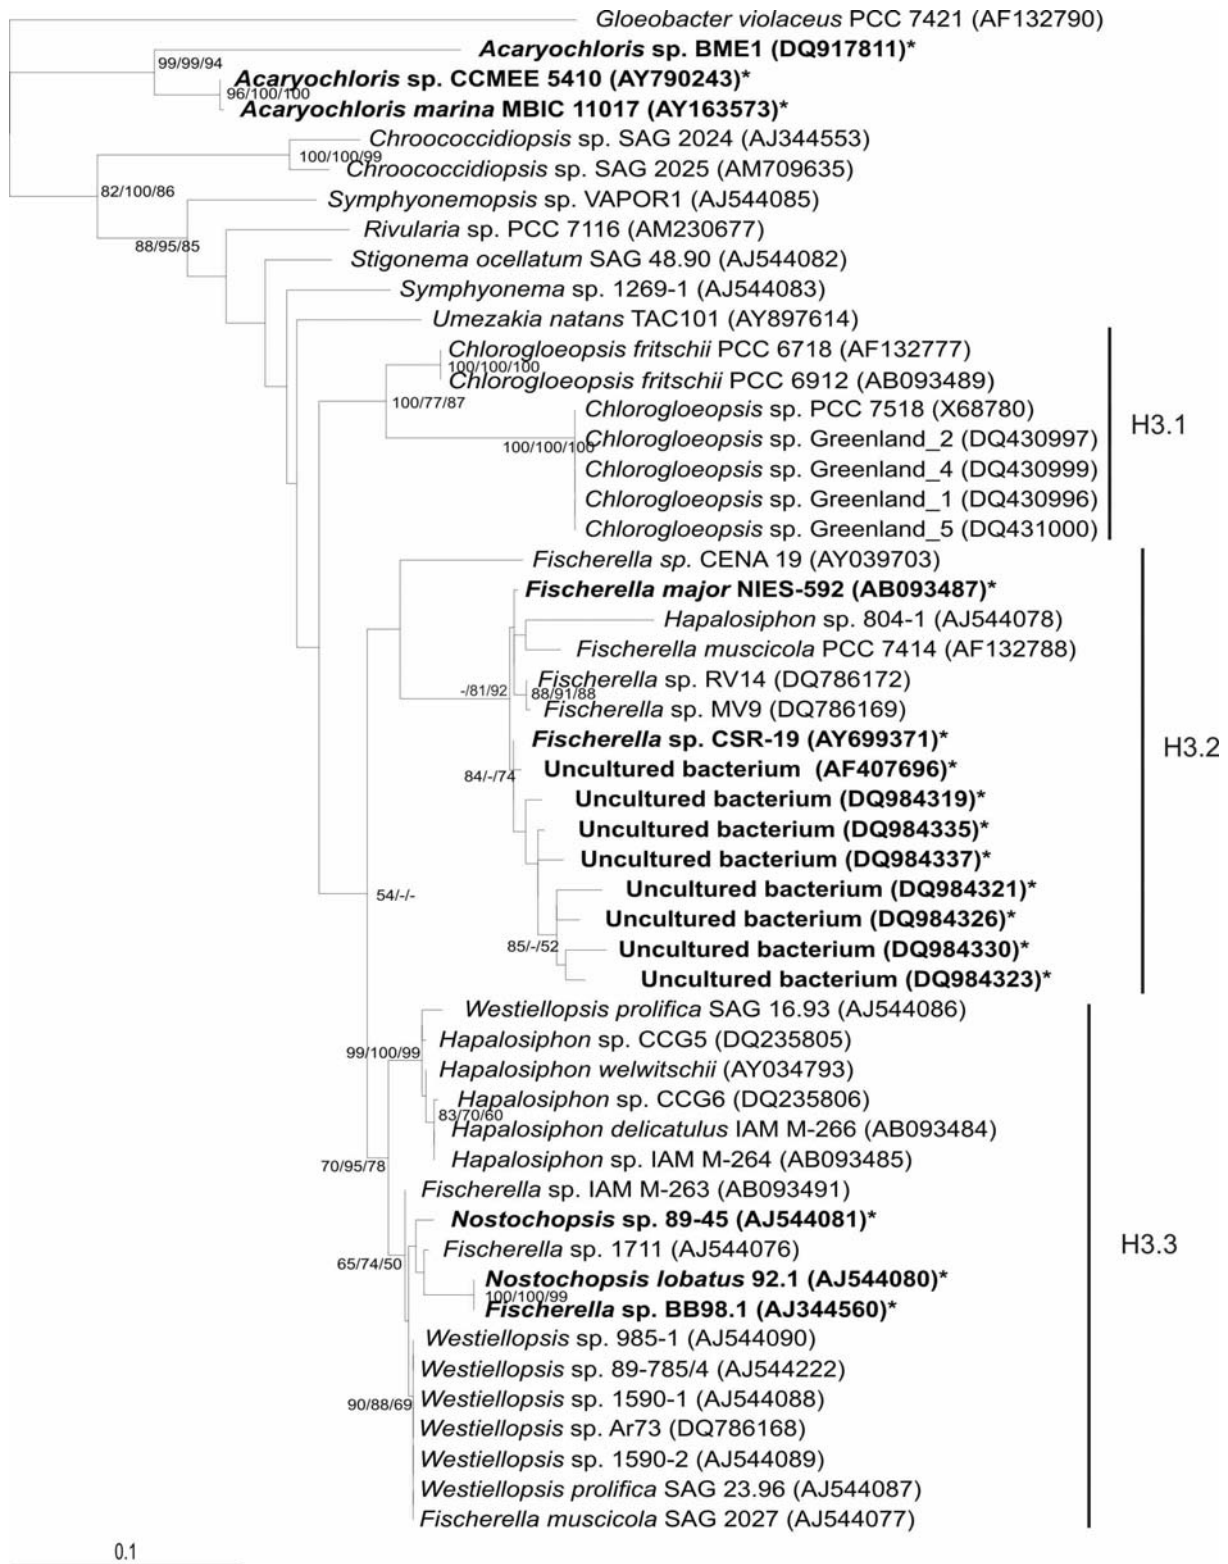 Gloeobacter violaceus PCC 7421 (AF132790)
Acaryochloris sp. BME1 (DQ917811)*
99/99/94
Acaryochloris sp. CCMEE 5410 (AY790243)*
96/100/100
Acaryochloris marina MBIC 11017 (AY163573)*
Chroococcidiopsis sp. SAG 2024 (AJ344553)
100/100/99
Chroococcidiopsis sp. SAG 2025 (AM709635)
82/100/86
Symphyonemopsis sp. VAPOR1 (AJ544085)
Rivularia sp. PCC 7116 (AM230677)
88/95/85
Stigonema ocellatum SAG 48.90 (AJ544082)
Symphyonema sp. 1269-1 (AJ544083)
Umezakia natans TAC101 (AY897614)
Chlorogloeopsis fritschii PCC 6718 (AF132777)
100/100/100
Chlorogloeopsis fritschii PCC 6912 (AB093489)
100/77/87
Chlorogloeopsis sp. PCC 7518 (X68780)
H3.1
Chlorogloeopsis sp. Greenland_2 (DQ430997)
100/100/100
Chlorogloeopsis sp. Greenland_4 (DQ430999)
Chlorogloeopsis sp. Greenland_1 (DQ430996)
Chlorogloeopsis sp. Greenland_5 (DQ431000)
Fischerella sp. CENA 19 (AY039703)
Fischerella major NIES-592 (AB093487)*
Hapalosiphon sp. 804-1 (AJ544078)
Fischerella muscicola PCC 7414 (AF132788)
Fischerella sp. RV14 (DQ786172)
-/81/92
88/91/88
Fischerella sp. MV9 (DQ786169)
Fischerella sp. CSR-19 (AY699371)*
H3.2
Uncultured bacterium (AF407696)*
84/-/74
Uncultured bacterium (DQ984319)*
Uncultured bacterium (DQ984335)*
Uncultured bacterium (DQ984337)*
Uncultured bacterium (DQ984321)*
54/-/-
Uncultured bacterium (DQ984326)*
85/-/52
Uncultured bacterium (DQ984330)*
Uncultured bacterium (DQ984323)*
Westiellopsis prolifica SAG 16.93 (AJ544086)
Hapalosiphon sp. CCG5 (DQ235805)
99/100/99
Hapalosiphon welwitschii (AY034793)
Hapalosiphon sp. CCG6 (DQ235806)
83/70/60
Hapalosiphon delicatulus IAM M-266 (AB093484)
Hapalosiphon sp. IAM M-264 (AB093485)
70/95/78
Fischerella sp. IAM M-263 (AB093491)
Nostochopsis sp. 89-45 (AJ544081)*
Fischerella sp. 1711 (AJ544076)
H3.3
65/74/50
Nostochopsis lobatus 92.1 (AJ544080)*
100/100/99
Fischerella sp. BB98.1 (AJ344560)*
Westiellopsis sp. 985-1 (AJ544090)
Westiellopsis sp. 89-785/4 (AJ544222)
Westiellopsis sp. 1590-1 (AJ544088)
90/88/69
Westiellopsis sp. Ar73 (DQ786168)
Westiellopsis sp. 1590-2 (AJ544089)
Westiellopsis prolifica SAG 23.96 (AJ544087)
Fischerella muscicola SAG 2027 (AJ544077)
0.1